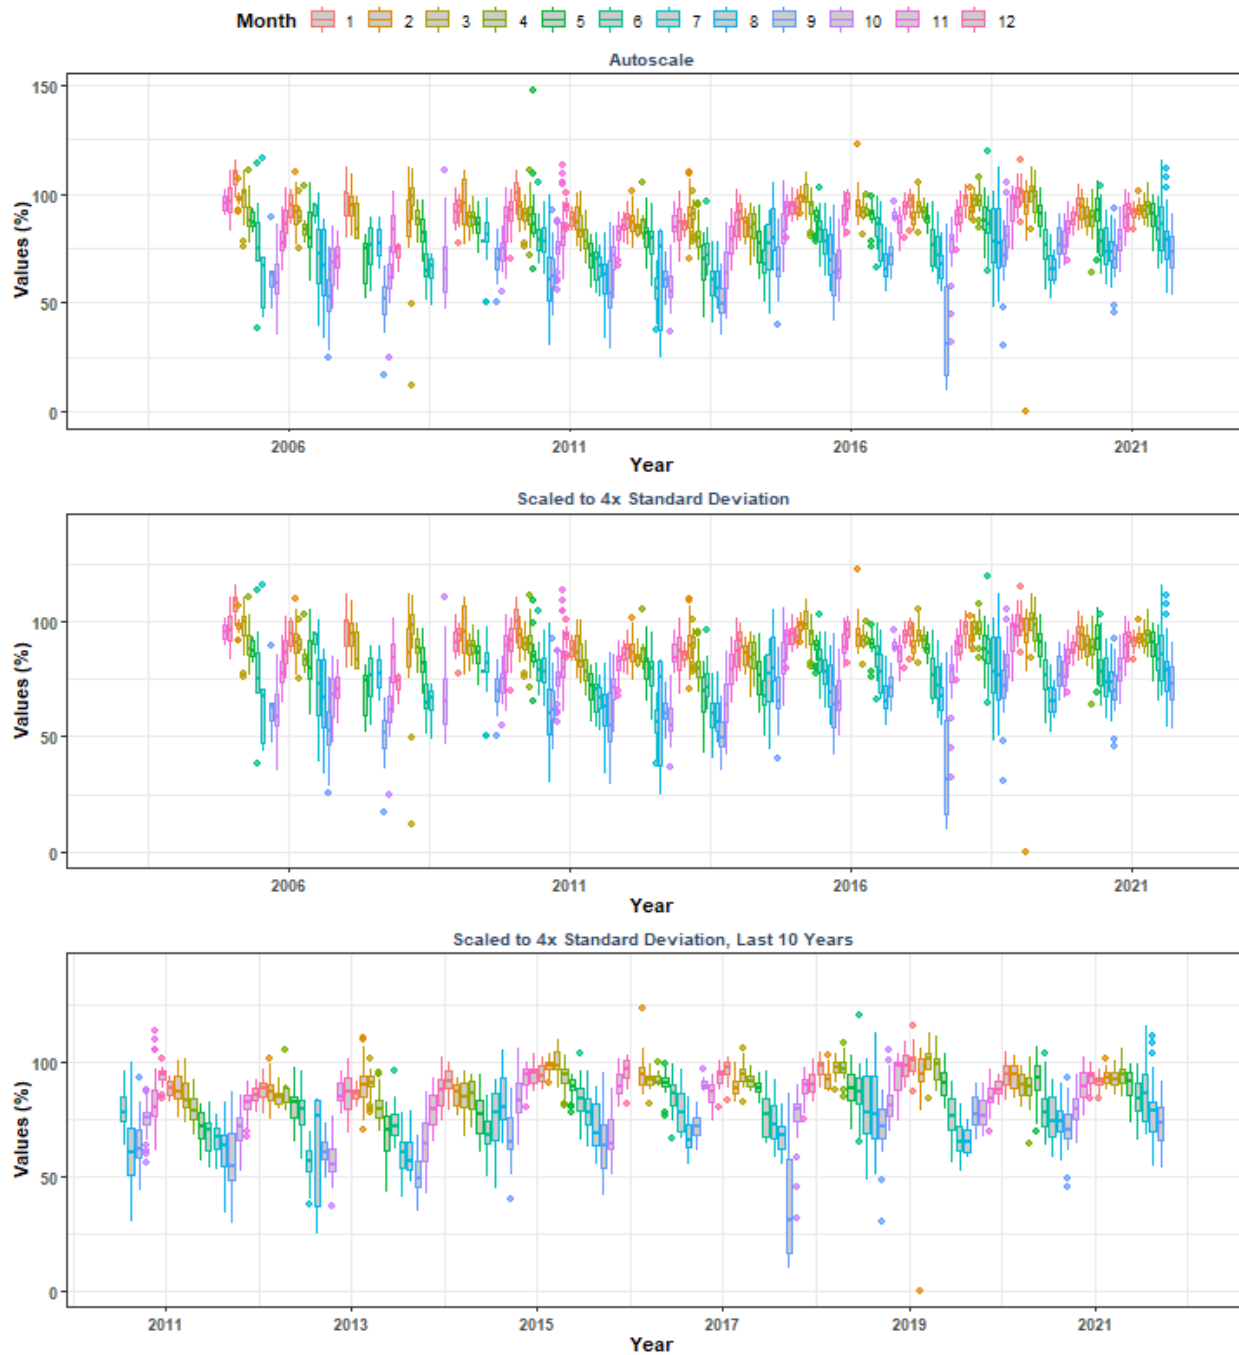 Month 1 2 3 4 5 6 7 8 9 10 11 12
Autoscale
150
100
50
0
Values (%)
2006 2011 2016 2021
Year
Scaled to 4x Standard Deviation
100
50
0
Values (%)
2006 2011 2016 2021
Year
Scaled to 4x Standard Deviation, Last 10 Years
100
50
0
Values (%)
2011 2013 2015 2017 2019 2021
Year